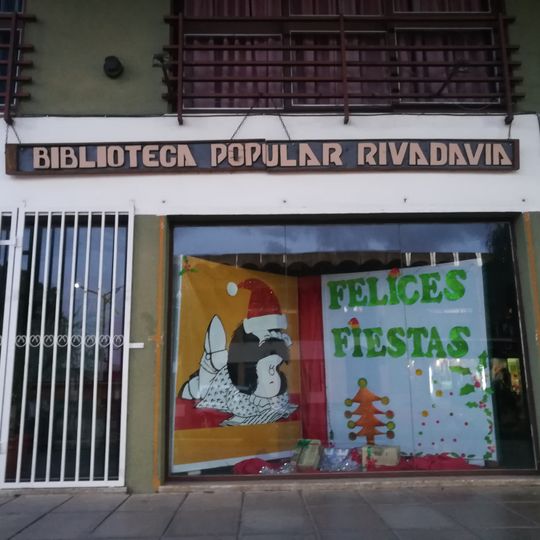 BIBLIOTECA POPULAR RIVADAVIA
FELICES
FIESTAS